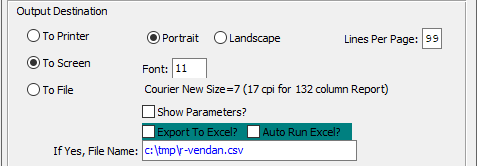 Output Destination
To Printer Portrait Landscape Lines Per Page: 99
To Screen Font: 11
To File Courier New Size=7 (17 cpi for 132 column Report)
Show Parameters?
Export To Excel? Auto Run Excel?
If Yes, File Name: c:\tmp\r-vendan.csv